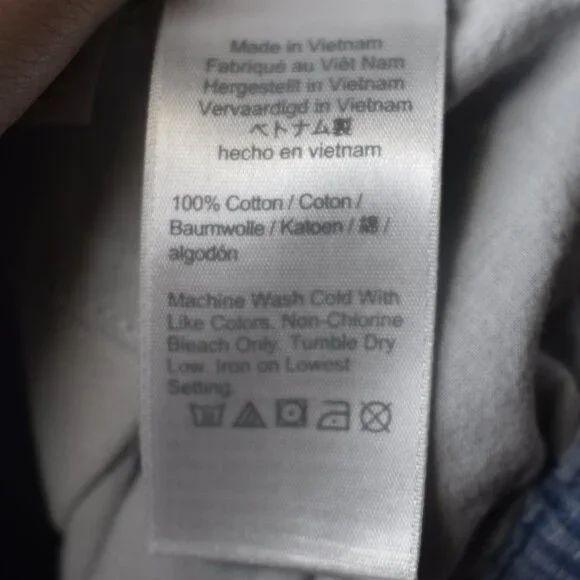 Made in Vietnam
Fabriqué au Việt Nam
Hergestellt in Vietnam
Vervaardigd in Vietnam
ベトナム製
hecho en vietnam
100% Cotton / Coton /
Baumwolle / Katoen / 綿 /
algodón
Machine Wash Cold With
Like Colors. Non-Chlorine
Bleach Only. Tumble Dry
Low. Iron on Lowest
Setting.